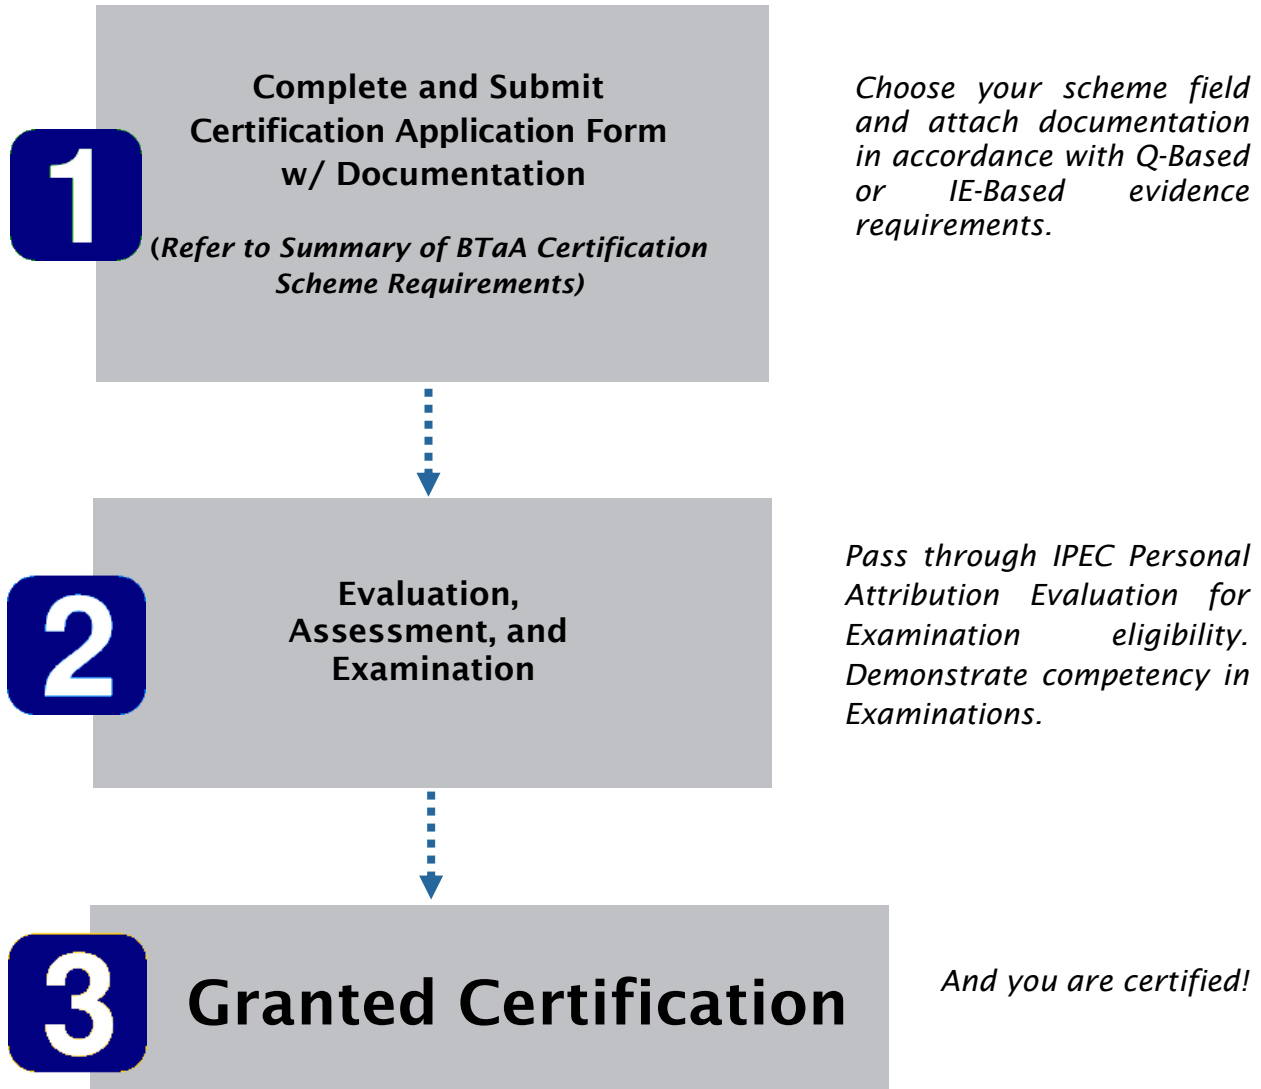 1
Complete and Submit
Certification Application Form
w/ Documentation
(Refer to Summary of BTaA Certification
Scheme Requirements)
Choose your scheme field
and attach documentation
in accordance with Q-Based
or IE-Based evidence
requirements.
2
Evaluation,
Assessment, and
Examination
Pass through IPEC Personal
Attribution Evaluation for
Examination eligibility.
Demonstrate competency in
Examinations.
3
Granted Certification
And you are certified!